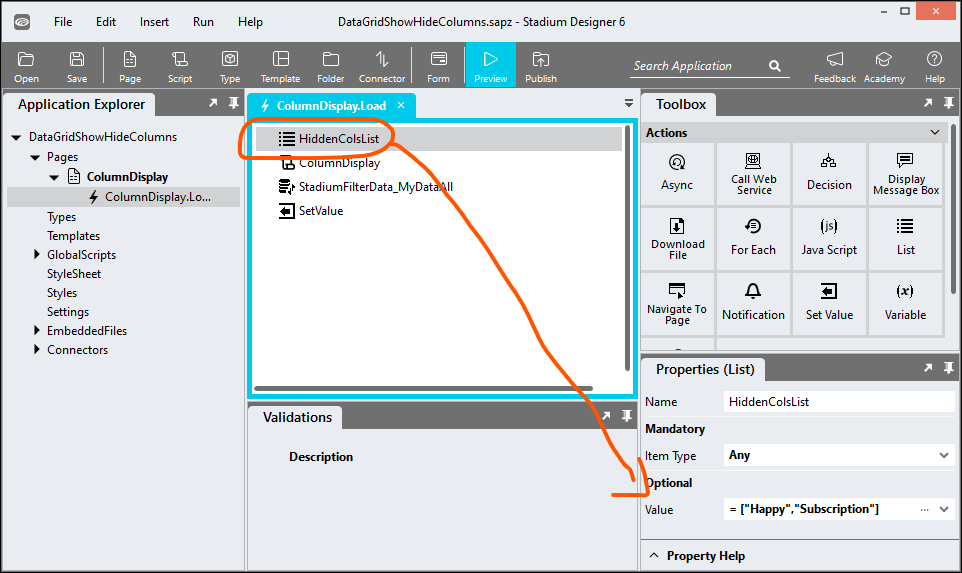 File Edit Insert Run Help DataGridShowHideColumns.sapz - Stadium Designer 6
Open Save Page Script Type Template Folder Connector Form Preview Publish Search Application Feedback Academy Help
Application Explorer
DataGridShowHideColumns
Pages
ColumnDisplay
ColumnDisplay.Lo...
Types
Templates
GlobalScripts
StyleSheet
Styles
Settings
EmbeddedFiles
Connectors
ColumnDisplay.Load
HiddenColsList
ColumnDisplay
StadiumFilterData_MyDataAll
SetValue
Validations
Description
Toolbox
Actions
Async
Call Web
Service
Decision
Display
Message Box
Download
File
For Each
(js)
Java Script
List
Navigate To
Page
Notification
Set Value
(x)
Variable
Properties (List)
Name HiddenColsList
Mandatory
Item Type Any
Optional
Value = ["Happy","Subscription"] ...
Property Help